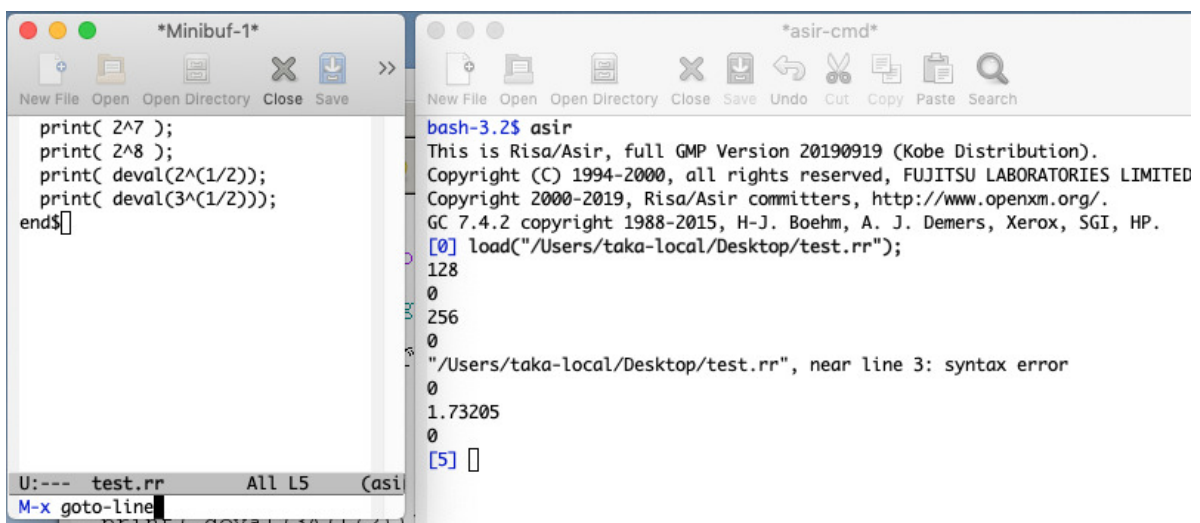 *Minibuf-1*
New File Open Open Directory Close Save
print( 2^7 );
print( 2^8 );
print( deval(2^(1/2));
print( deval(3^(1/2)));
end$
U:--- test.rr All L5 (asi
M-x goto-line
*asir-cmd*
New File Open Open Directory Close Save Undo Cut Copy Paste Search
bash-3.2$ asir
This is Risa/Asir, full GMP Version 20190919 (Kobe Distribution).
Copyright (C) 1994-2000, all rights reserved, FUJITSU LABORATORIES LIMITED
Copyright 2000-2019, Risa/Asir committers, http://www.openxm.org/.
GC 7.4.2 copyright 1988-2015, H-J. Boehm, A. J. Demers, Xerox, SGI, HP.
[0] load("/Users/taka-local/Desktop/test.rr");
128
0
256
0
"/Users/taka-local/Desktop/test.rr", near line 3: syntax error
0
1.73205
0
[5]